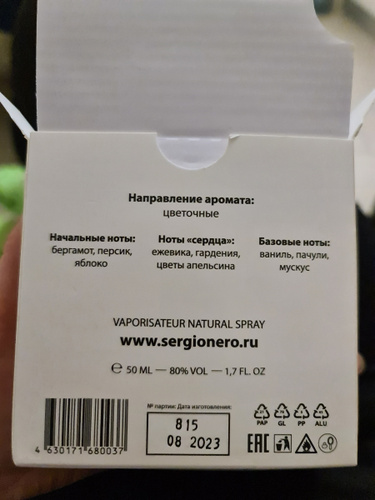 Направление аромата:
цветочные
Начальные ноты:
бергамот, персик,
яблоко
Ноты «сердца»:
ежевика, гардения,
цветы апельсина
Базовые ноты:
ваниль, пачули,
мускус
VAPORISATEUR NATURAL SPRAY
www.sergionero.ru
℮ 50 ML — 80% VOL — 1,7 FL. OZ
№ партии: Дата изготовления:
815
08 2023
4 630171 680037
PAP GL PP ALU
EAC